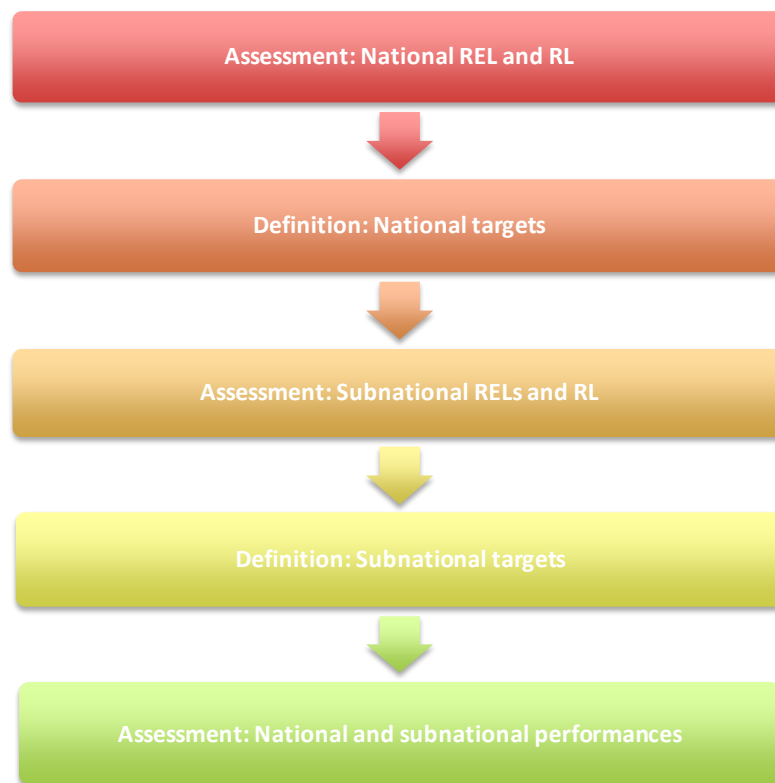 Assessment: National REL and RL
Definition: National targets
Assessment: Subnational RELs and RL
Definition: Subnational targets
Assessment: National and subnational performances